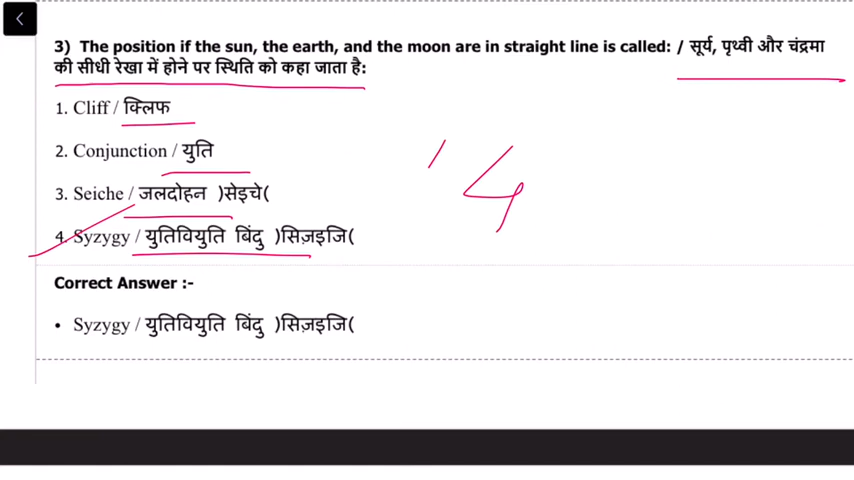 3) The position if the sun, the earth, and the moon are in straight line is called: / सूर्य, पृथ्वी और चंद्रमा
की सीधी रेखा में होने पर स्थिति को कहा जाता है:
1. Cliff / क्लिफ
2. Conjunction / युति
3. Seiche / जलदोहन )सेइचे(
4. Syzygy / युतिवियुति बिंदु )सिज़इजि(
4
Correct Answer :-
• Syzygy / युतिवियुति बिंदु )सिज़इजि(